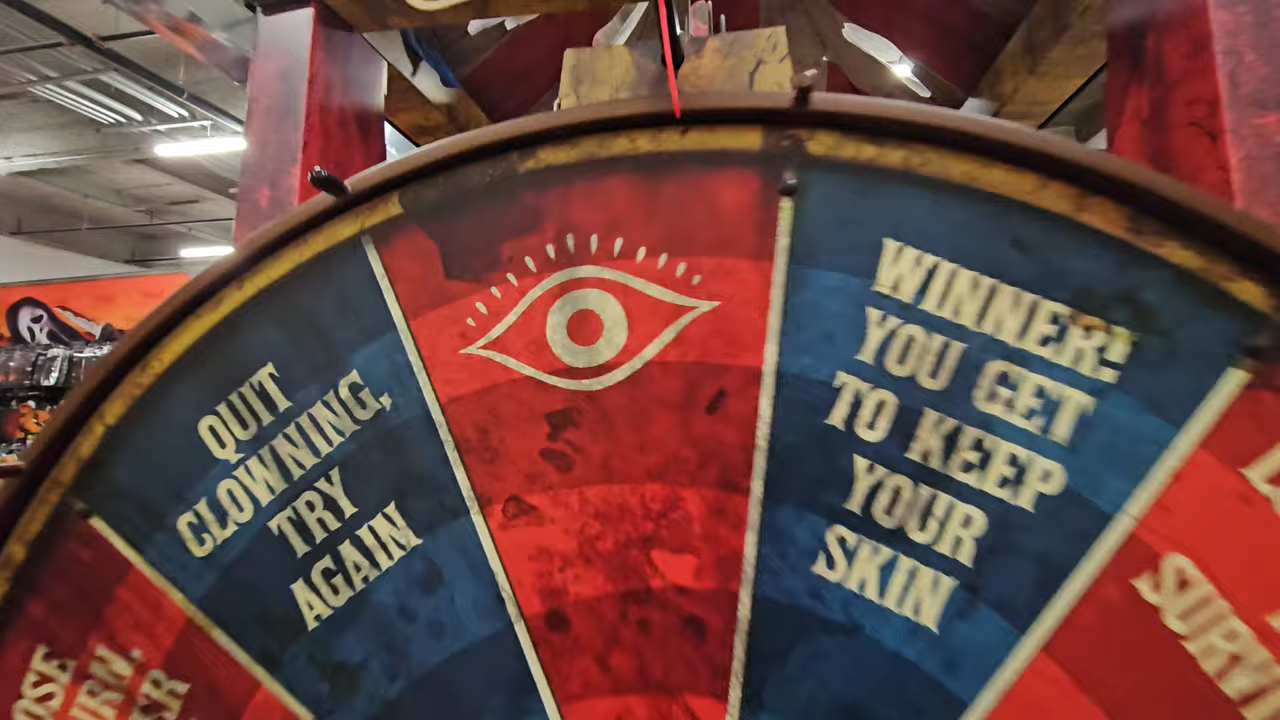 QUIT
CLOWNING,
TRY
AGAIN
WINNER!
YOU GET
TO KEEP
YOUR
SKIN